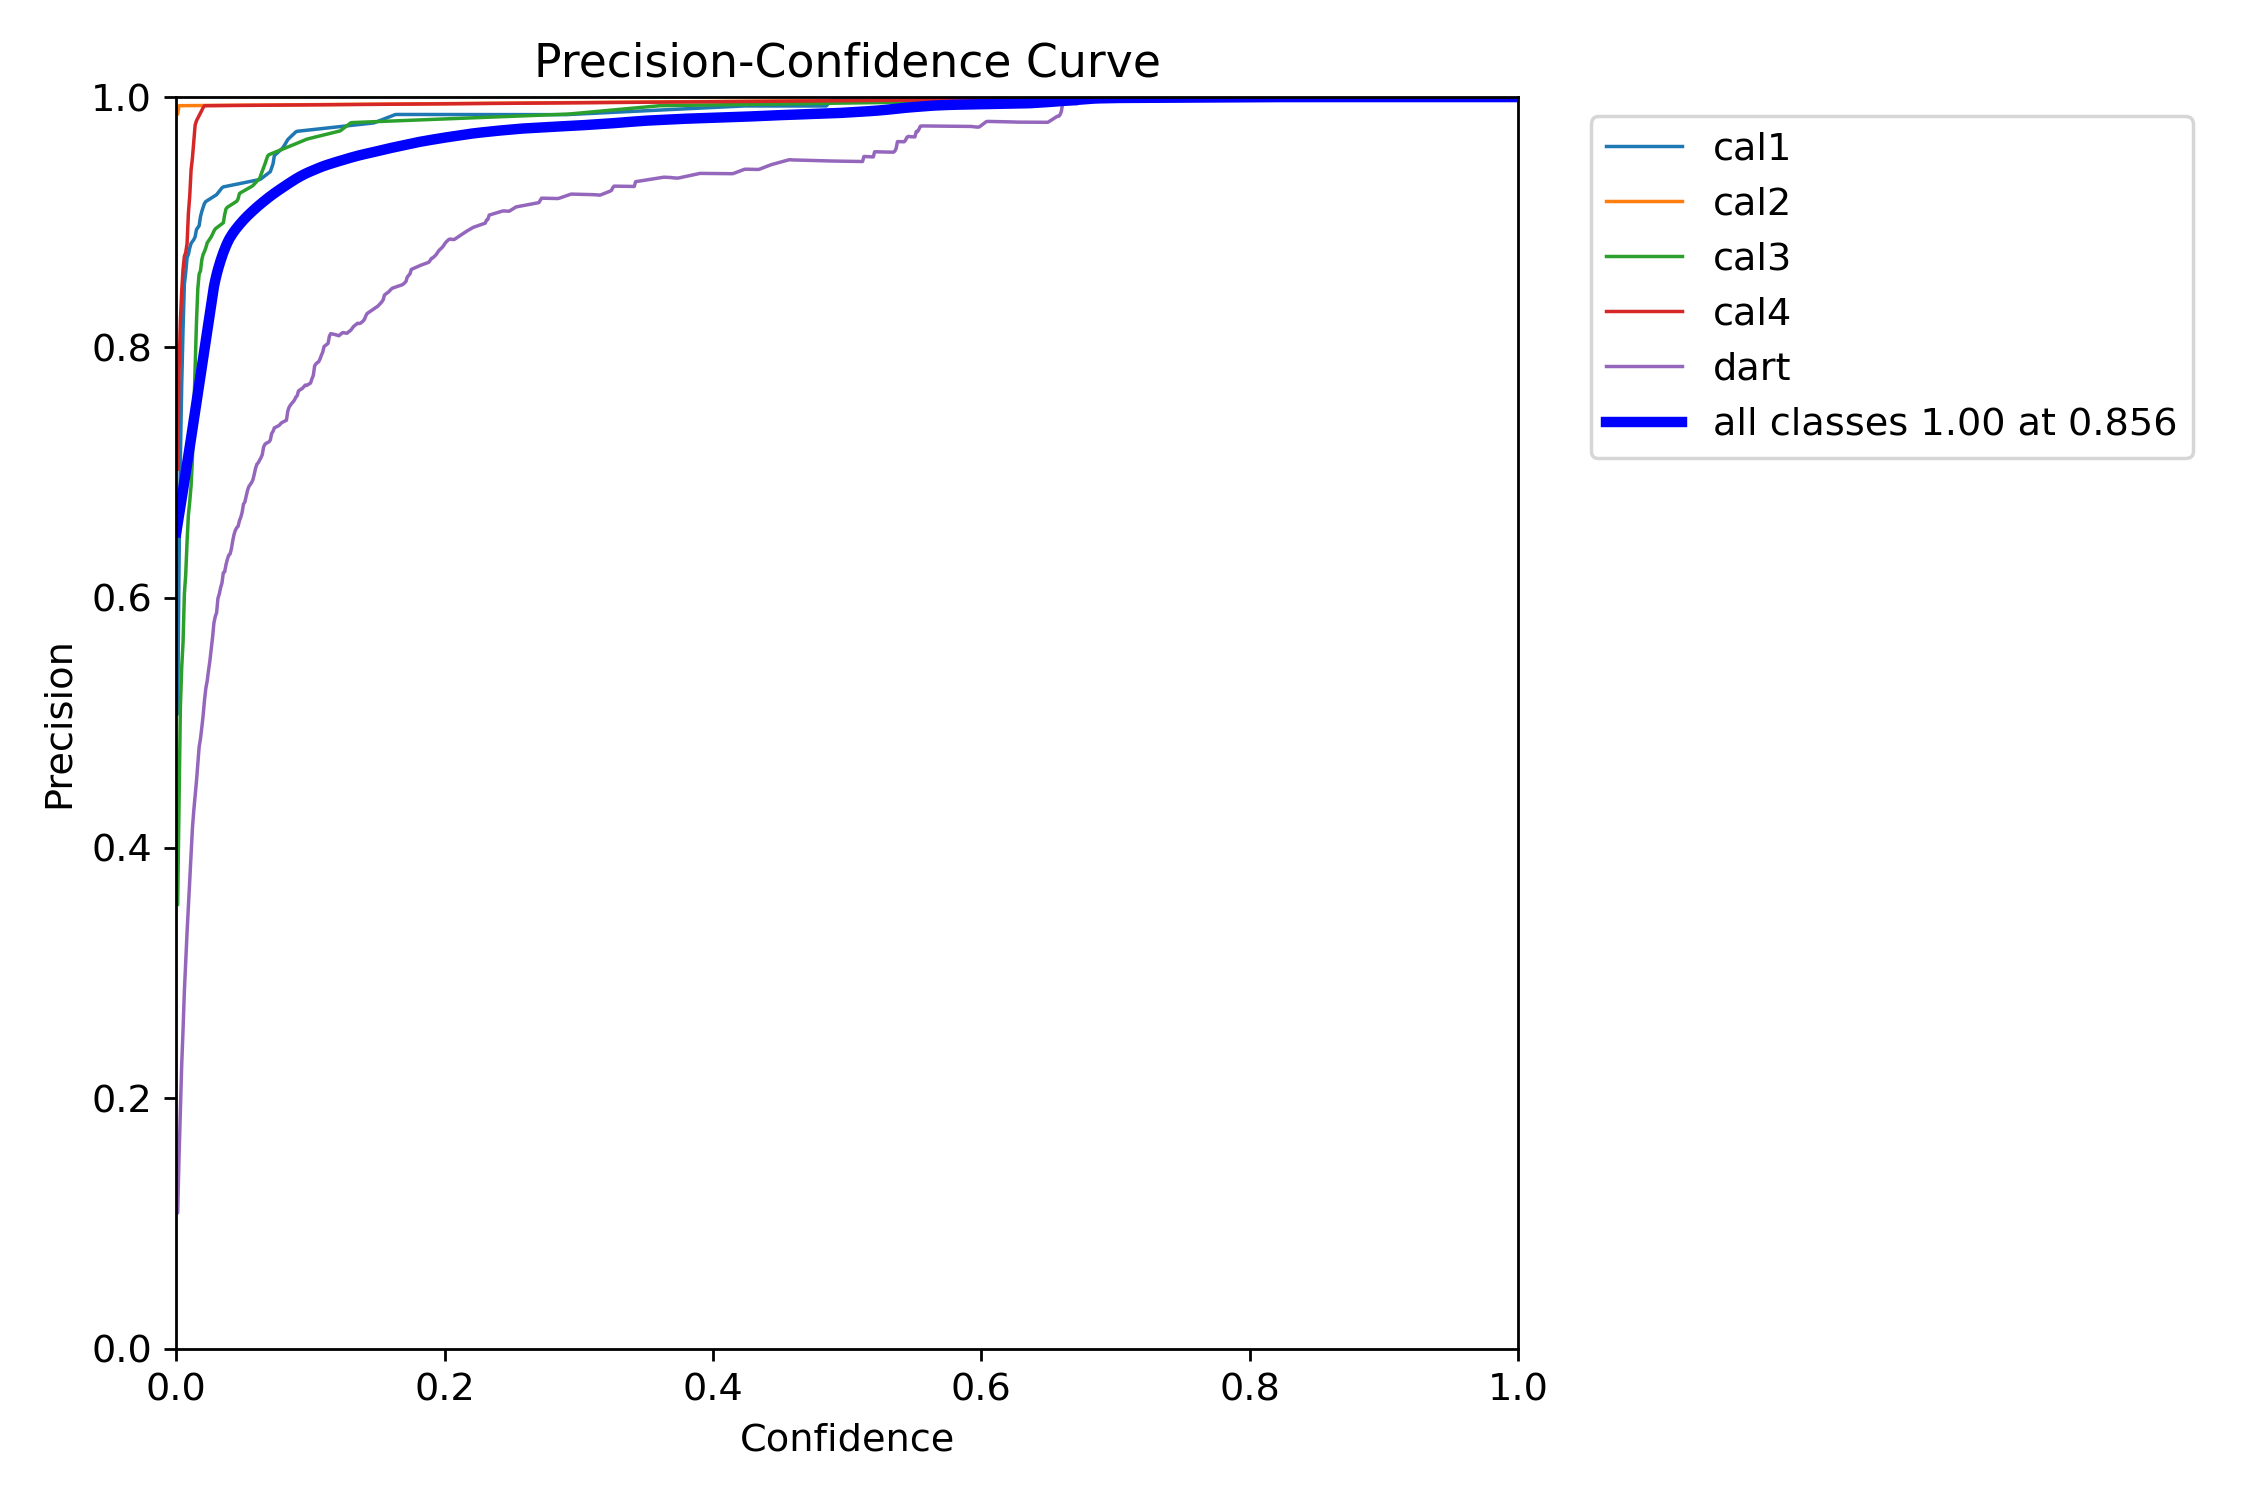 Precision-Confidence Curve
1.0
0.8
0.6
0.4
0.2
0.0
Precision
0.0 0.2 0.4 0.6 0.8 1.0
Confidence
cal1
cal2
cal3
cal4
dart
all classes 1.00 at 0.856